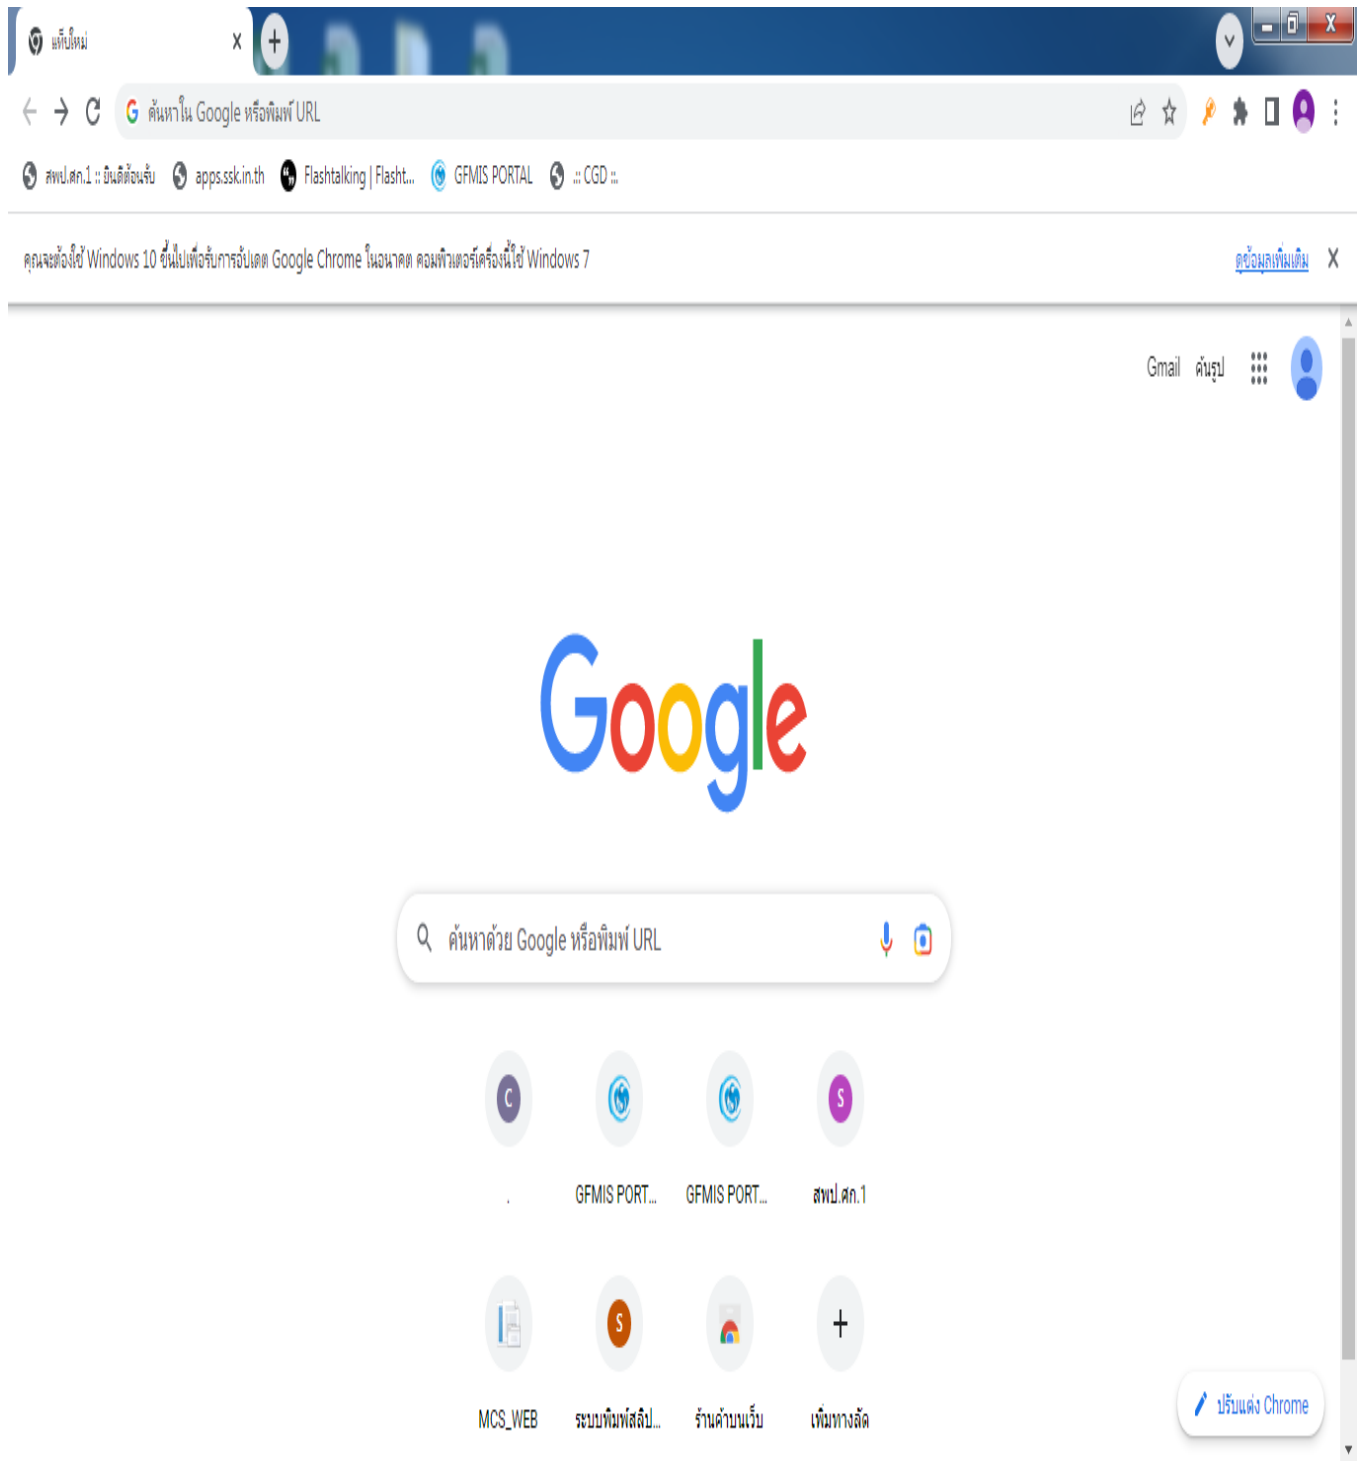 แท็บใหม่
ค้นหาใน Google หรือพิมพ์ URL
สพป.ศก.1 :: ยินดีต้อนรับ apps.ssk.in.th Flashtalking | Flasht... GFMIS PORTAL .:: CGD ::.
คุณจะต้องใช้ Windows 10 ขึ้นไปเพื่อรับการอัปเดต Google Chrome ในอนาคต คอมพิวเตอร์เครื่องนี้ใช้ Windows 7 ดูข้อมูลเพิ่มเติม
Gmail ค้นรูป
Google
ค้นหาด้วย Google หรือพิมพ์ URL
C S
. GFMIS PORT... GFMIS PORT... สพป.ศก.1
S
MCS_WEB ระบบพิมพ์สลิป... ร้านค้าบนเว็บ เพิ่มทางลัด
ปรับแต่ง Chrome